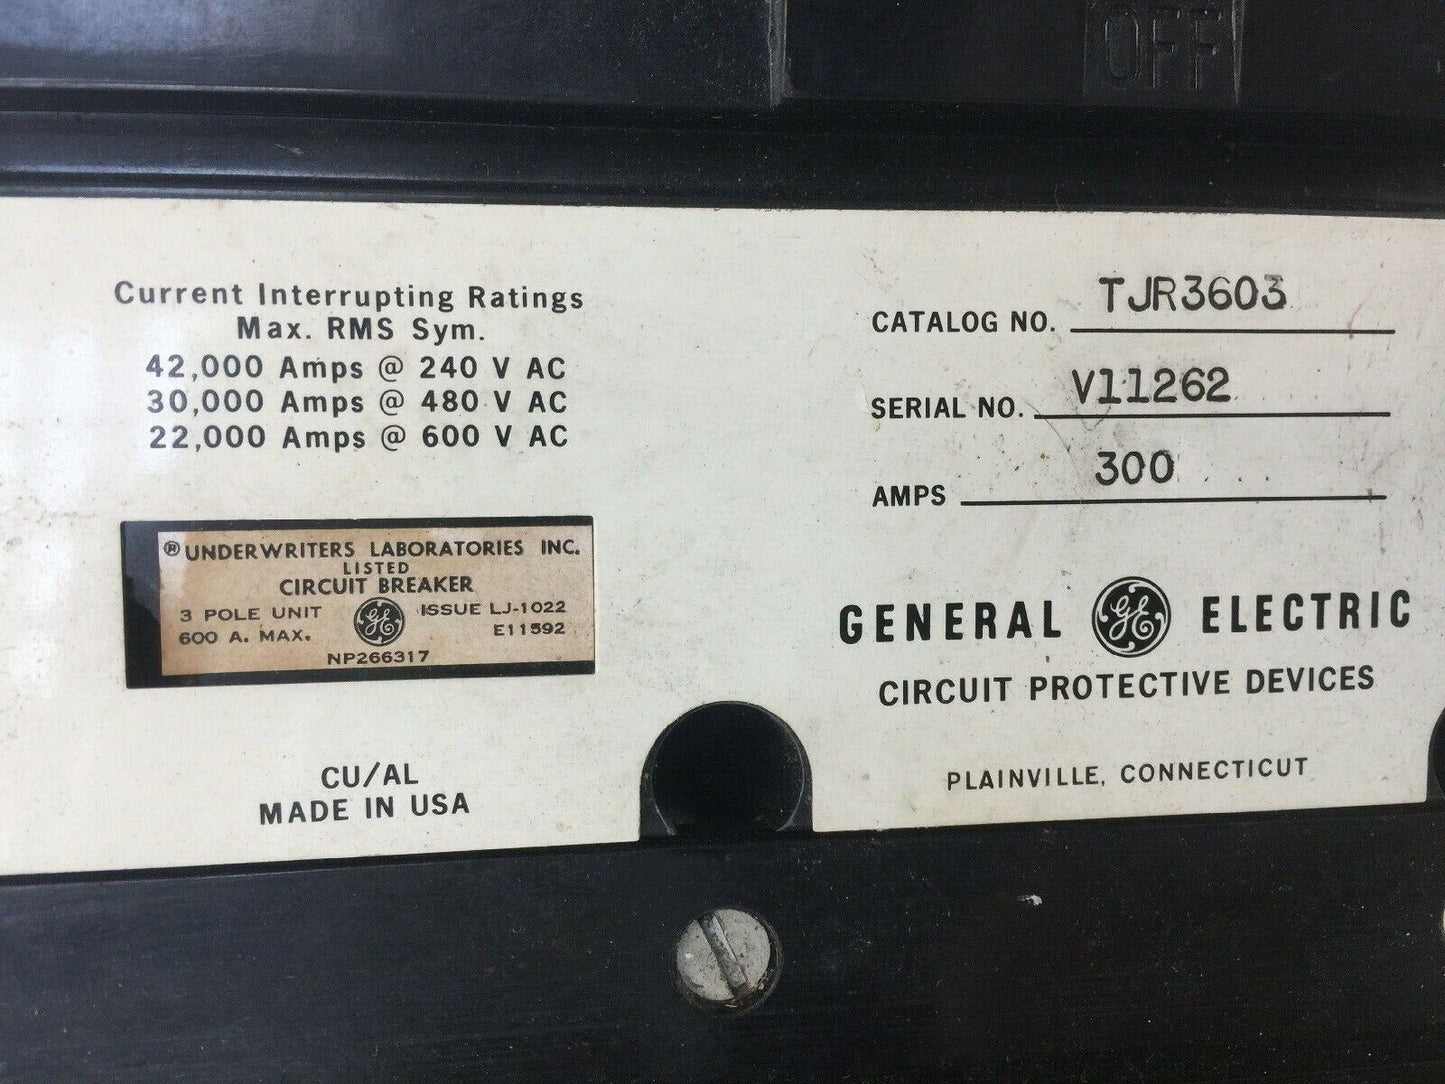 OFF
Current Interrupting Ratings
Max. RMS Sym.
42,000 Amps @ 240 V AC
30,000 Amps @ 480 V AC
22,000 Amps @ 600 V AC
® UNDERWRITERS LABORATORIES INC.
LISTED
CIRCUIT BREAKER
3 POLE UNIT GE ISSUE LJ-1022
600 A. MAX. E11592
NP266317
CU/AL
MADE IN USA
CATALOG NO. TJR3603
SERIAL NO. V11262
AMPS 300
GENERAL GE ELECTRIC
CIRCUIT PROTECTIVE DEVICES
PLAINVILLE, CONNECTICUT